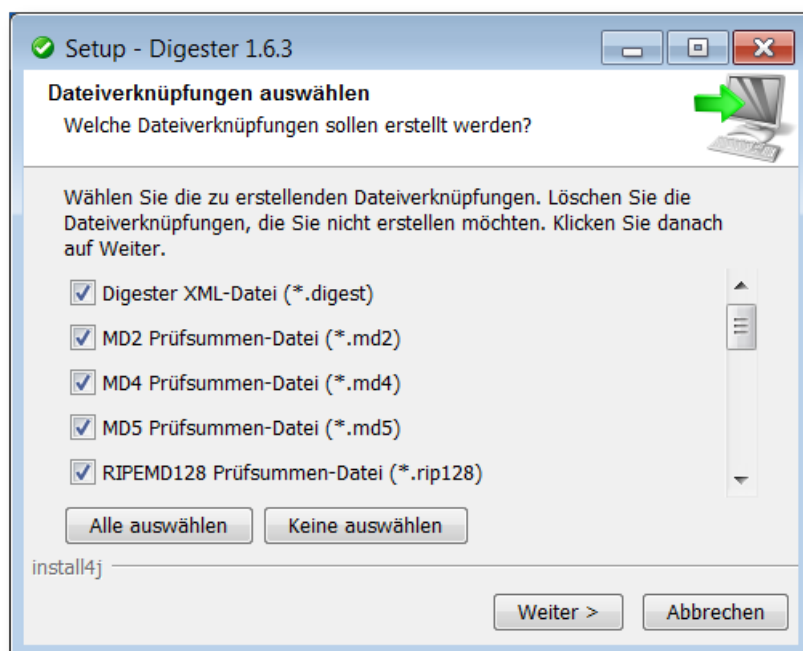 Setup - Digester 1.6.3
Dateiverknüpfungen auswählen
Welche Dateiverknüpfungen sollen erstellt werden?
Wählen Sie die zu erstellenden Dateiverknüpfungen. Löschen Sie die
Dateiverknüpfungen, die Sie nicht erstellen möchten. Klicken Sie danach
auf Weiter.
Digester XML-Datei (*.digest)
MD2 Prüfsummen-Datei (*.md2)
MD4 Prüfsummen-Datei (*.md4)
MD5 Prüfsummen-Datei (*.md5)
RIPEMD128 Prüfsummen-Datei (*.rip128)
Alle auswählen Keine auswählen
install4j
Weiter > Abbrechen